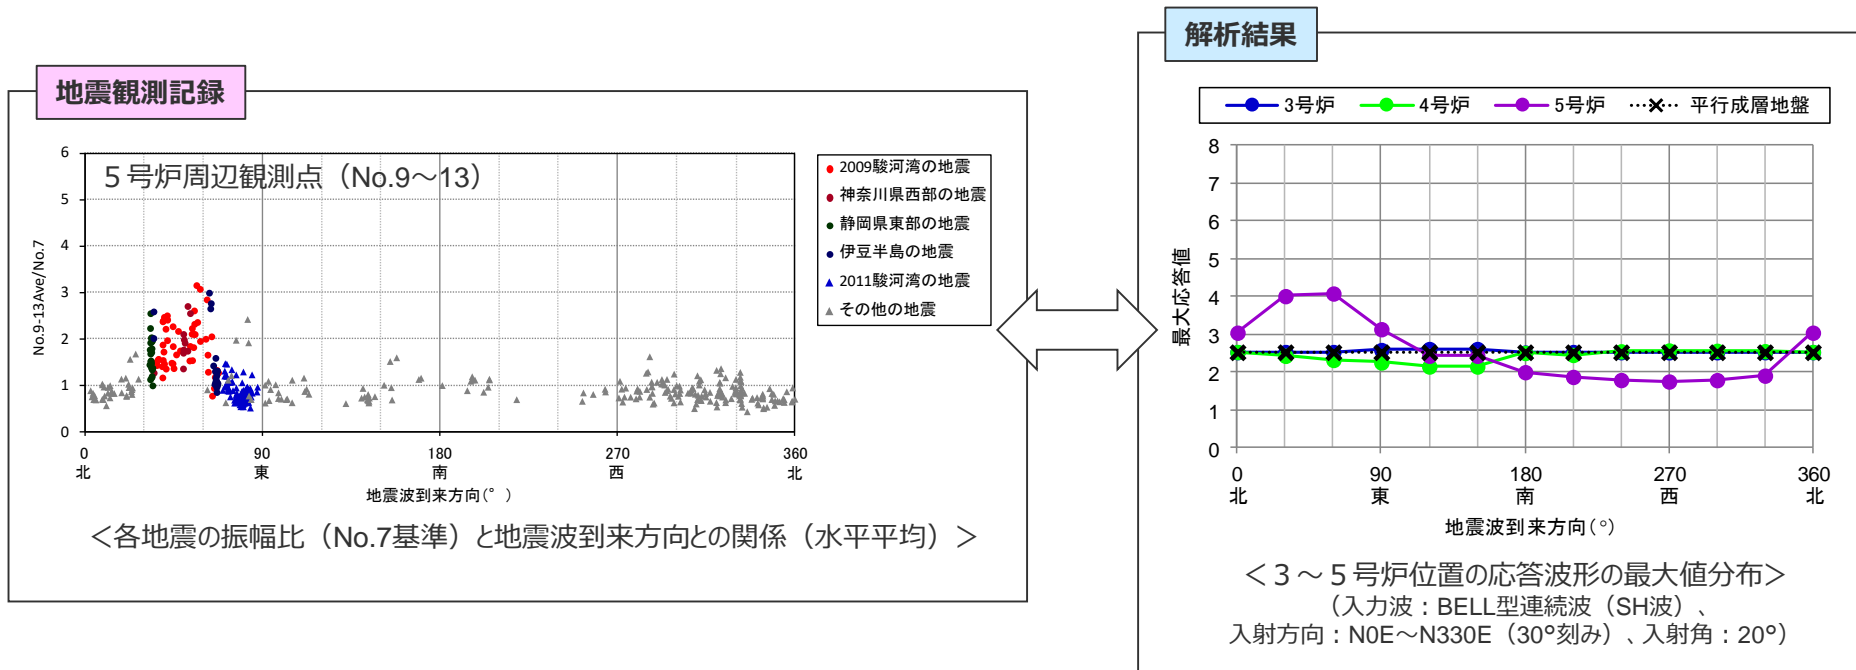 地震観測記録
5号炉周辺観測点（No.9～13）
No.9-13Ave/No.7
6
5
4
3
2
1
0
0
90
180
270
360
北
東
南
西
北
地震波到来方向(°)
2009駿河湾の地震
神奈川県西部の地震
静岡県東部の地震
伊豆半島の地震
2011駿河湾の地震
その他の地震
＜各地震の振幅比（No.7基準）と地震波到来方向との関係（水平平均）＞
解析結果
3号炉
4号炉
5号炉
平行成層地盤
最大応答値
8
7
6
5
4
3
2
1
0
0
90
180
270
360
北
東
南
西
北
地震波到来方向(°)
＜３～５号炉位置の応答波形の最大値分布＞
（入力波：BELL型連続波（SH波）、
入射方向：N0E～N330E（30°刻み）、入射角：20°）